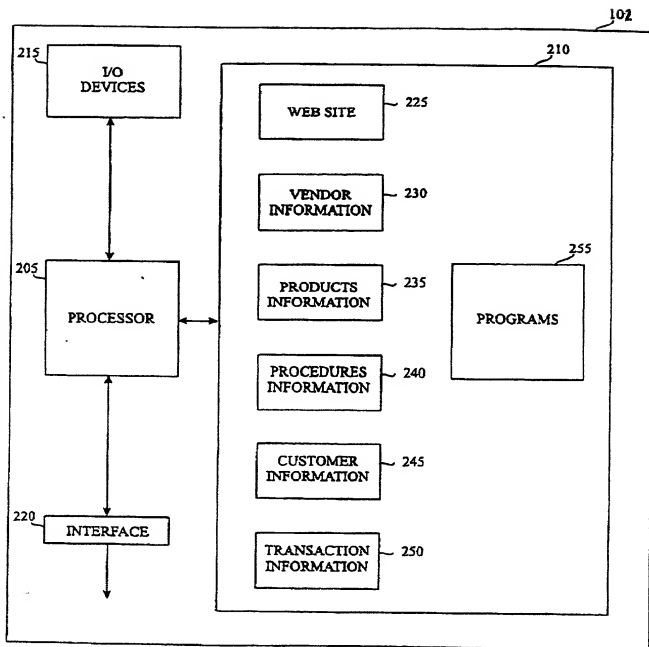 102
215
I/O
DEVICES
210
WEB SITE
225
VENDOR
INFORMATION
230
205
PROCESSOR
PRODUCTS
INFORMATION
235
255
PROGRAMS
PROCEDURES
INFORMATION
240
CUSTOMER
INFORMATION
245
220
INTERFACE
TRANSACTION
INFORMATION
250